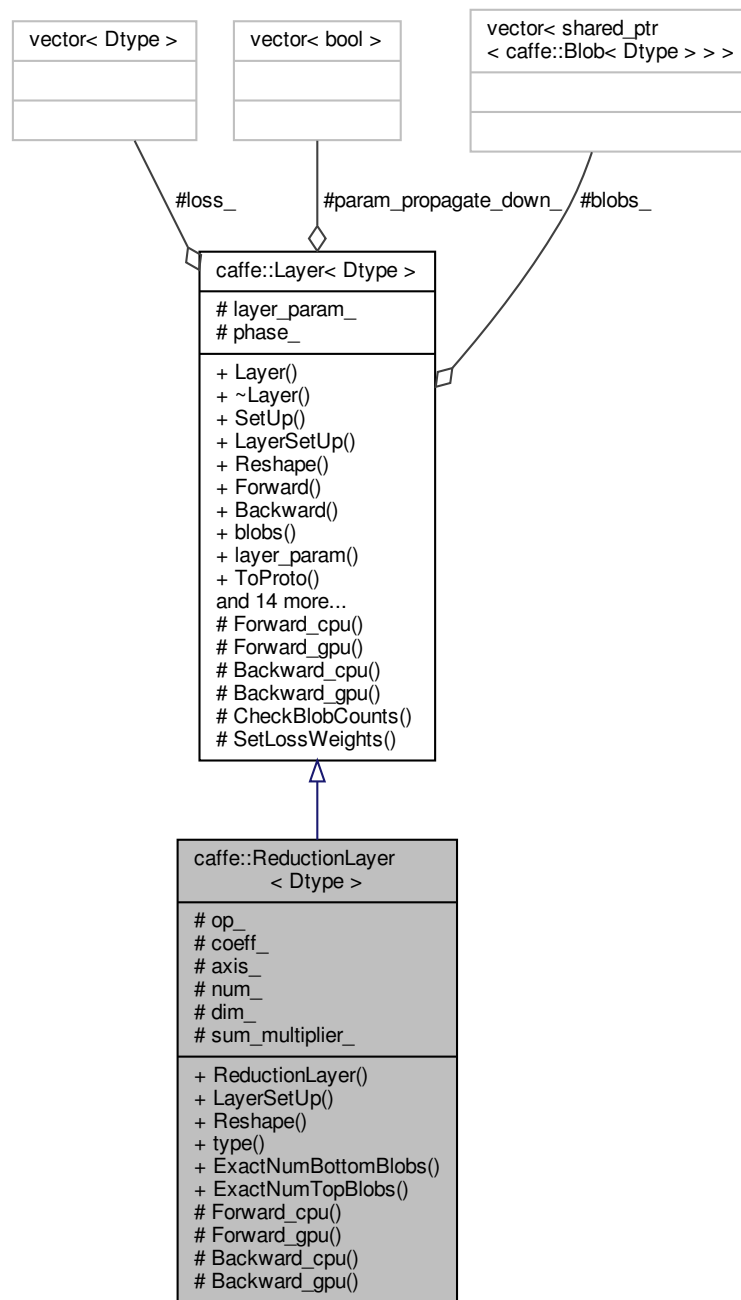 vector< Dtype >
vector< bool >
vector< shared_ptr
< caffe::Blob< Dtype > > >
#loss_
#param_propagate_down_
#blobs_
caffe::Layer< Dtype >
# layer_param_
# phase_
+ Layer()
+ ~Layer()
+ SetUp()
+ LayerSetUp()
+ Reshape()
+ Forward()
+ Backward()
+ blobs()
+ layer_param()
+ ToProto()
and 14 more...
# Forward_cpu()
# Forward_gpu()
# Backward_cpu()
# Backward_gpu()
# CheckBlobCounts()
# SetLossWeights()
caffe::ReductionLayer
< Dtype >
# op_
# coeff_
# axis_
# num_
# dim_
# sum_multiplier_
+ ReductionLayer()
+ LayerSetUp()
+ Reshape()
+ type()
+ ExactNumBottomBlobs()
+ ExactNumTopBlobs()
# Forward_cpu()
# Forward_gpu()
# Backward_cpu()
# Backward_gpu()